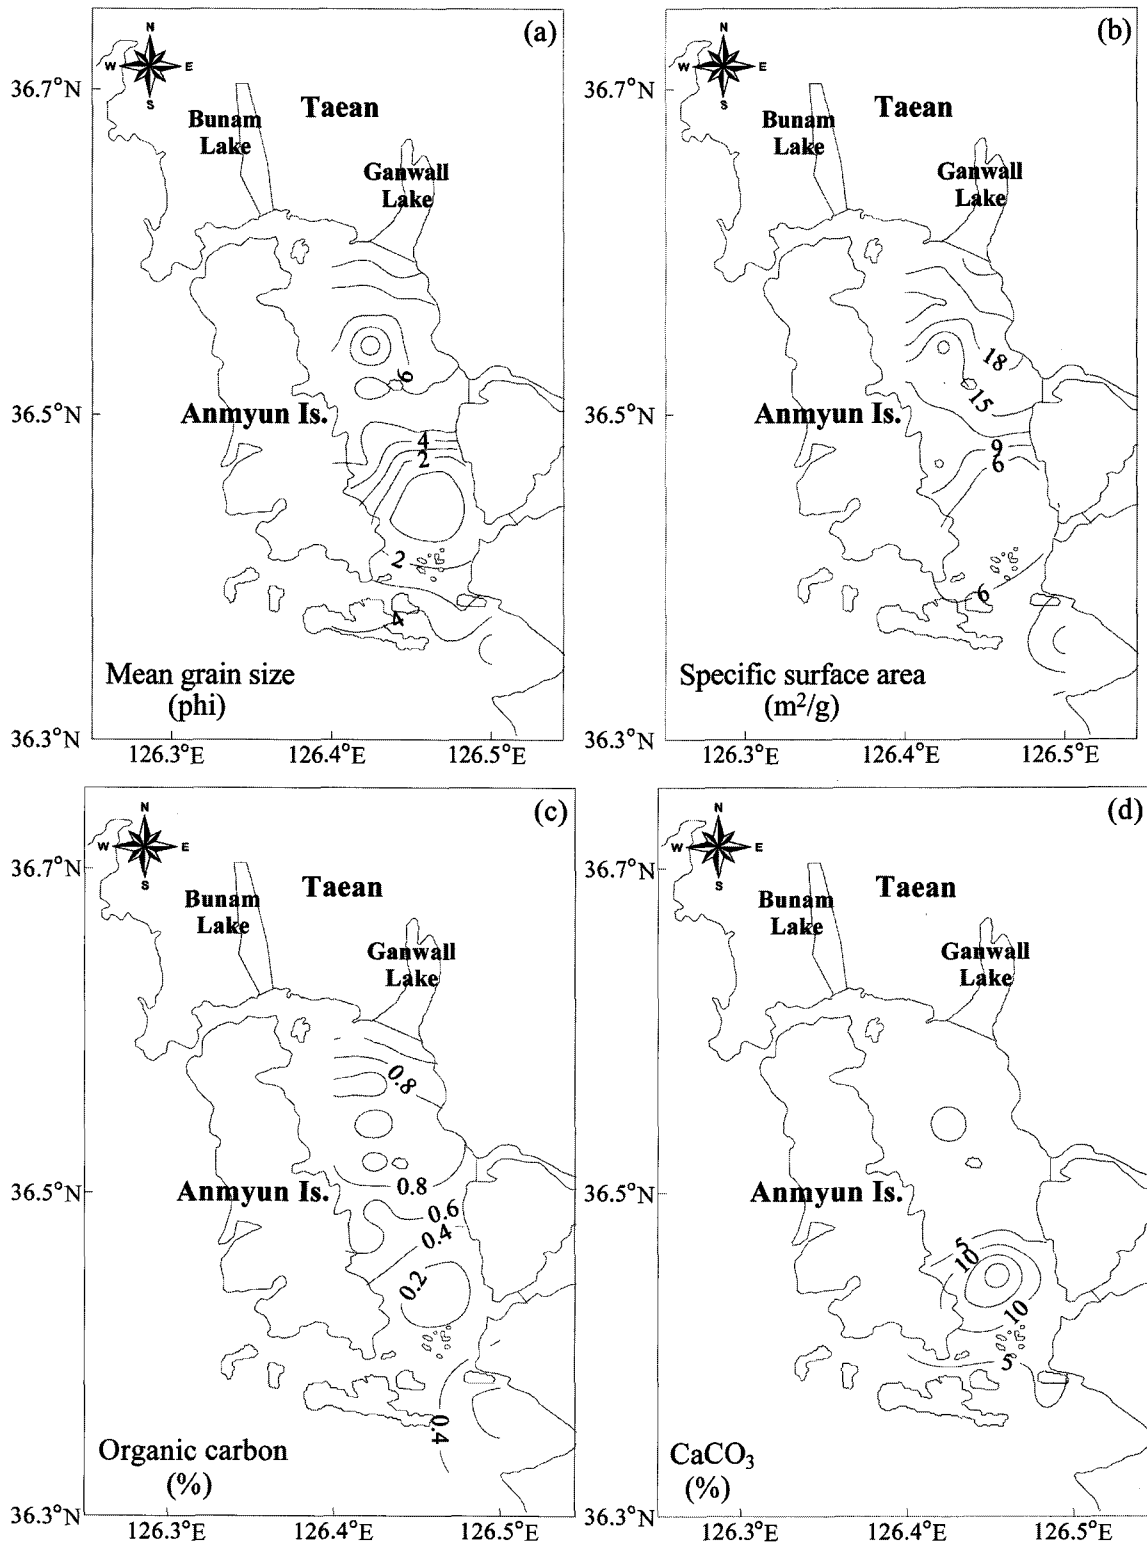 (a)
N
W E
S
36.7°N
Taean
Bunam
Lake
Ganwall
Lake
6
36.5°N
Anmyun Is.
4
2
2
4
Mean grain size
(phi)
36.3°N
126.3°E 126.4°E 126.5°E
(b)
N
W E
S
36.7°N
Taean
Bunam
Lake
Ganwall
Lake
18
15
36.5°N
Anmyun Is.
9
6
6
Specific surface area
(m²/g)
36.3°N
126.3°E 126.4°E 126.5°E
(c)
N
W E
S
36.7°N
Taean
Bunam
Lake
Ganwall
Lake
0.8
36.5°N
Anmyun Is.
0.8
0.6
0.4
0.2
0.4
Organic carbon
(%)
36.3°N
126.3°E 126.4°E 126.5°E
(d)
N
W E
S
36.7°N
Taean
Bunam
Lake
Ganwall
Lake
36.5°N
Anmyun Is.
5
10
10
5
CaCO₃
(%)
36.3°N
126.3°E 126.4°E 126.5°E